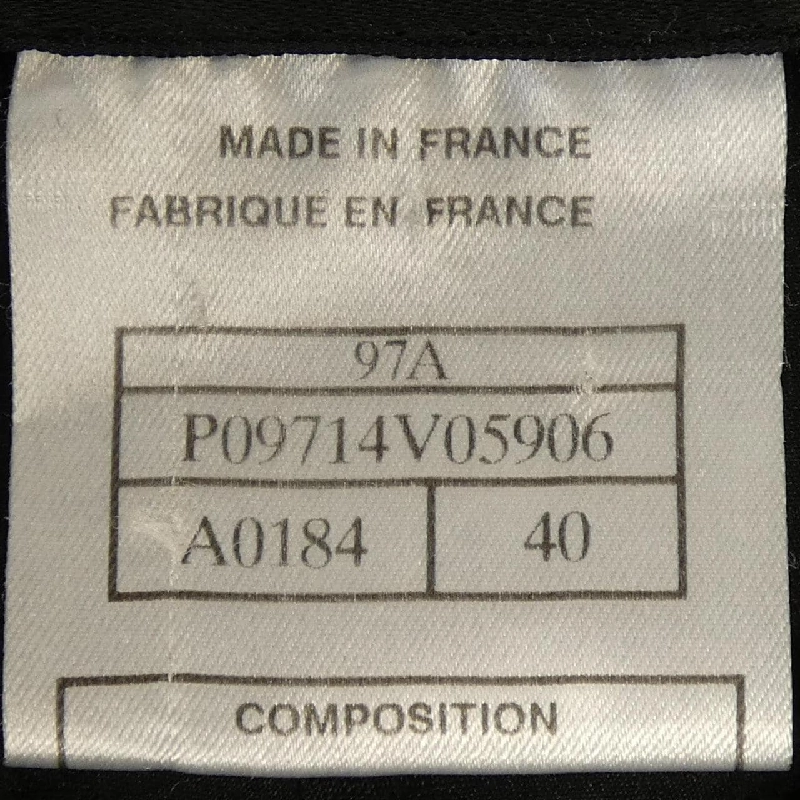 MADE IN FRANCE
FABRIQUE EN FRANCE
97A
P09714V05906
A0184 40
COMPOSITION